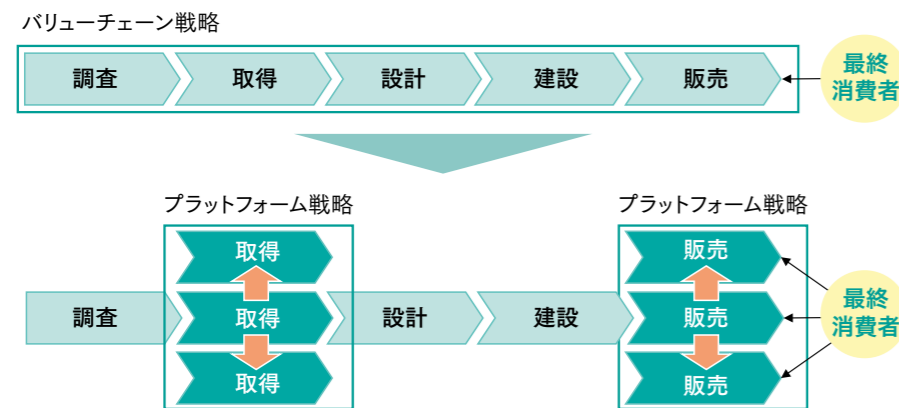 バリューチェーン戦略
調査
取得
設計
建設
販売
最終
消費者
プラットフォーム戦略
プラットフォーム戦略
取得
販売
調査
取得
設計
建設
販売
最終
消費者
取得
販売